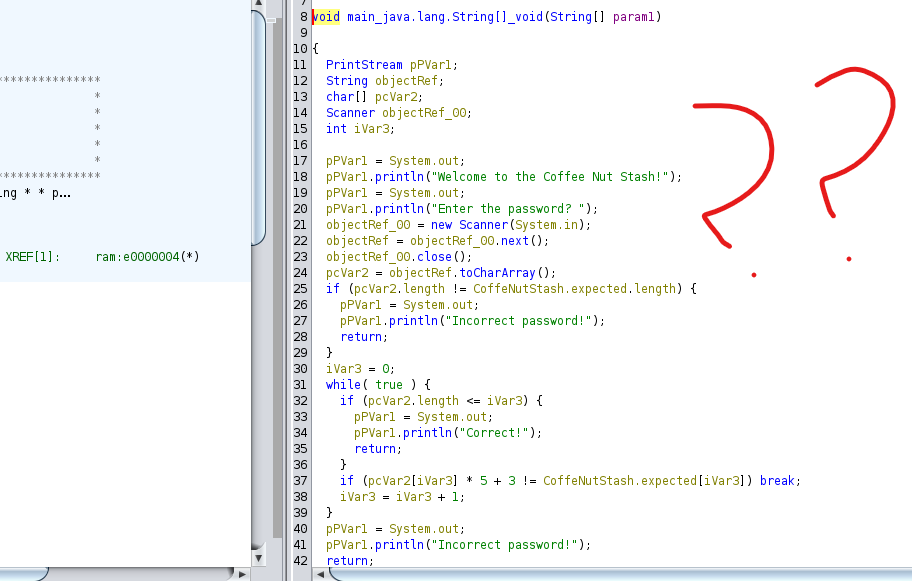 7
8 void main_java.lang.String[]_void(String[] param1)
9
10 {
11 PrintStream pPVar1;
12 String objectRef;
13 char[] pcVar2;
14 Scanner objectRef_00;
15 int iVar3;
16
17 pPVar1 = System.out;
18 pPVar1.println("Welcome to the Coffee Nut Stash!");
19 pPVar1 = System.out;
20 pPVar1.println("Enter the password? ");
21 objectRef_00 = new Scanner(System.in);
22 objectRef = objectRef_00.next();
23 objectRef_00.close();
24 pcVar2 = objectRef.toCharArray();
25 if (pcVar2.length != CoffeNutStash.expected.length) {
26 pPVar1 = System.out;
27 pPVar1.println("Incorrect password!");
28 return;
29 }
30 iVar3 = 0;
31 while( true ) {
32 if (pcVar2.length <= iVar3) {
33 pPVar1 = System.out;
34 pPVar1.println("Correct!");
35 return;
36 }
37 if (pcVar2[iVar3] * 5 + 3 != CoffeNutStash.expected[iVar3]) break;
38 iVar3 = iVar3 + 1;
39 }
40 pPVar1 = System.out;
41 pPVar1.println("Incorrect password!");
42 return;
***************
*
*
*
*
*
***************
ing * * p...
XREF[1]: ram:e0000004(*)
? ?